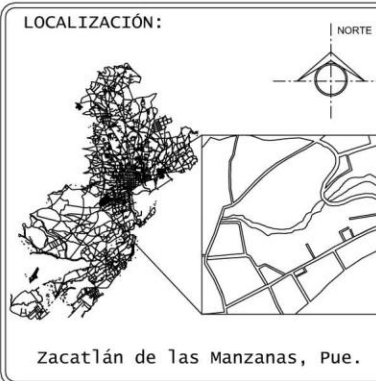 LOCALIZACIÓN:
NORTE
Zacatlán de las Manzanas, Pue.